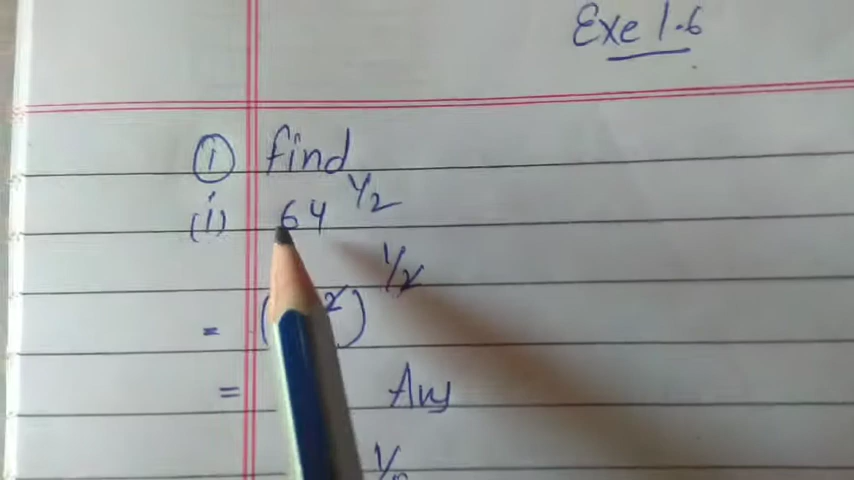 Exe 1.6
① find
(i) 64 1/2
= ( 2) 1/2
= Ans